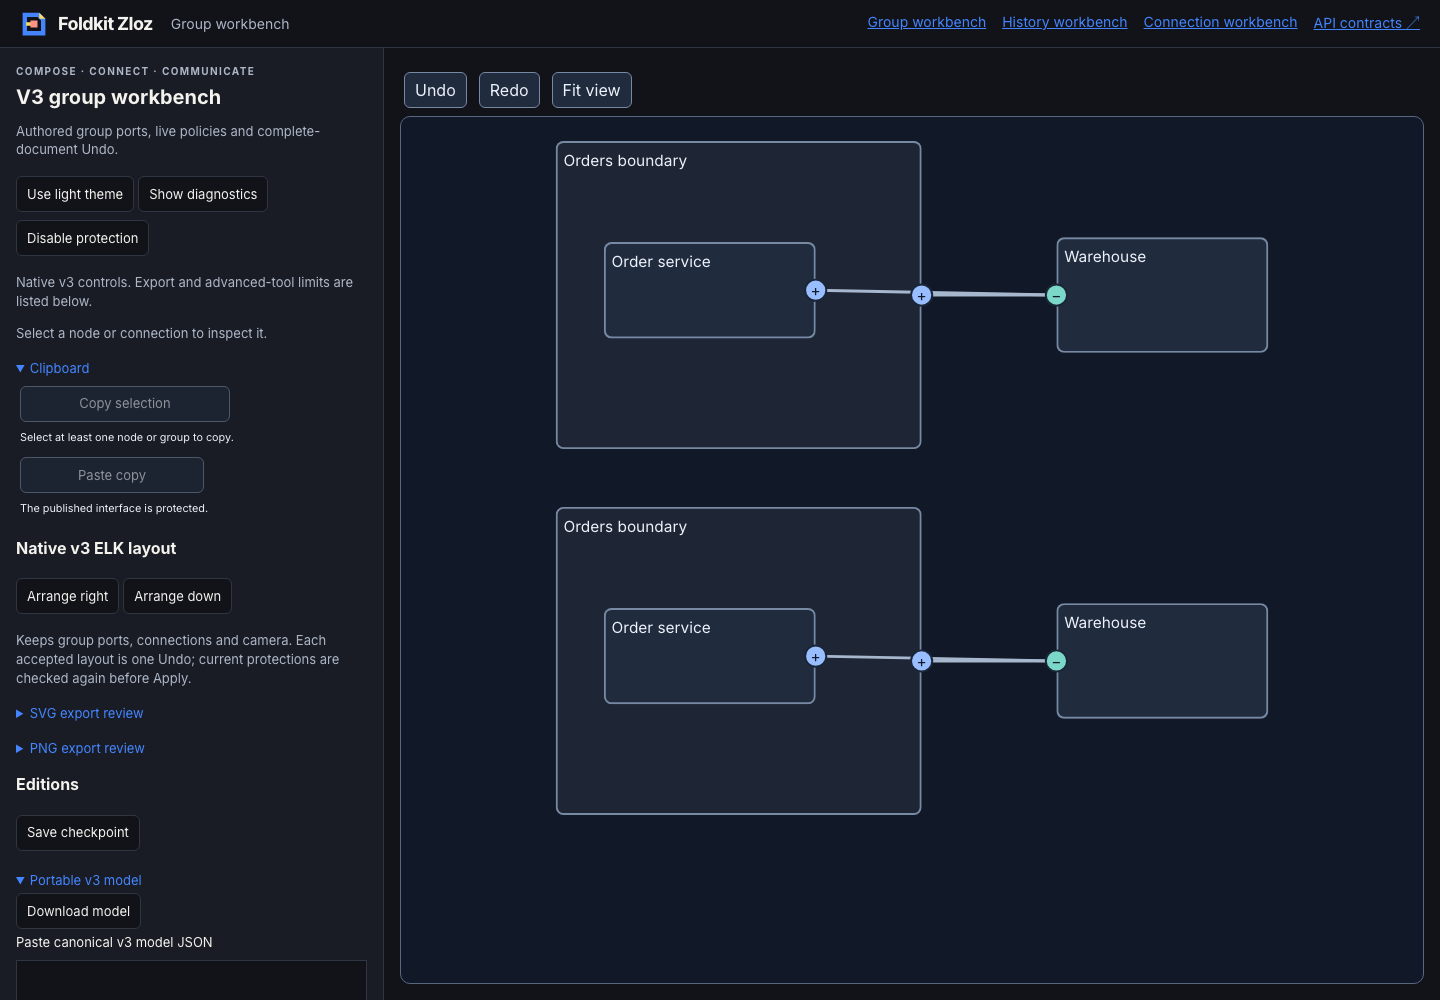 Foldkit Zloz
Group workbench
Group workbench
History workbench
Connection workbench
API contracts ↗
COMPOSE · CONNECT · COMMUNICATE
V3 group workbench
Authored group ports, live policies and complete-
document Undo.
Use light theme
Show diagnostics
Disable protection
Native v3 controls. Export and advanced-tool limits are
listed below.
Select a node or connection to inspect it.
▼ Clipboard
Copy selection
Select at least one node or group to copy.
Paste copy
The published interface is protected.
Native v3 ELK layout
Arrange right
Arrange down
Keeps group ports, connections and camera. Each
accepted layout is one Undo; current protections are
checked again before Apply.
▶ SVG export review
▶ PNG export review
Editions
Save checkpoint
▼ Portable v3 model
Download model
Paste canonical v3 model JSON
Undo
Redo
Fit view
Orders boundary
Order service
+
+
−
Warehouse
Orders boundary
Order service
+
+
−
Warehouse